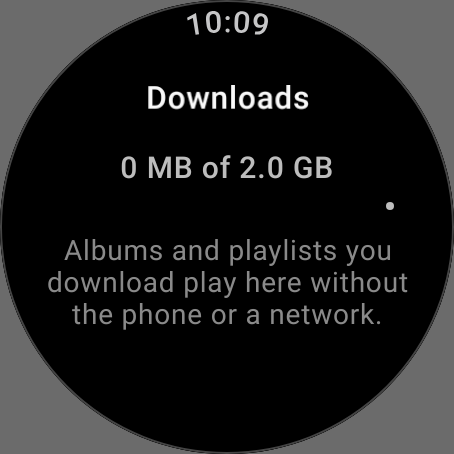 10:09
Downloads
0 MB of 2.0 GB
Albums and playlists you
download play here without
the phone or a network.